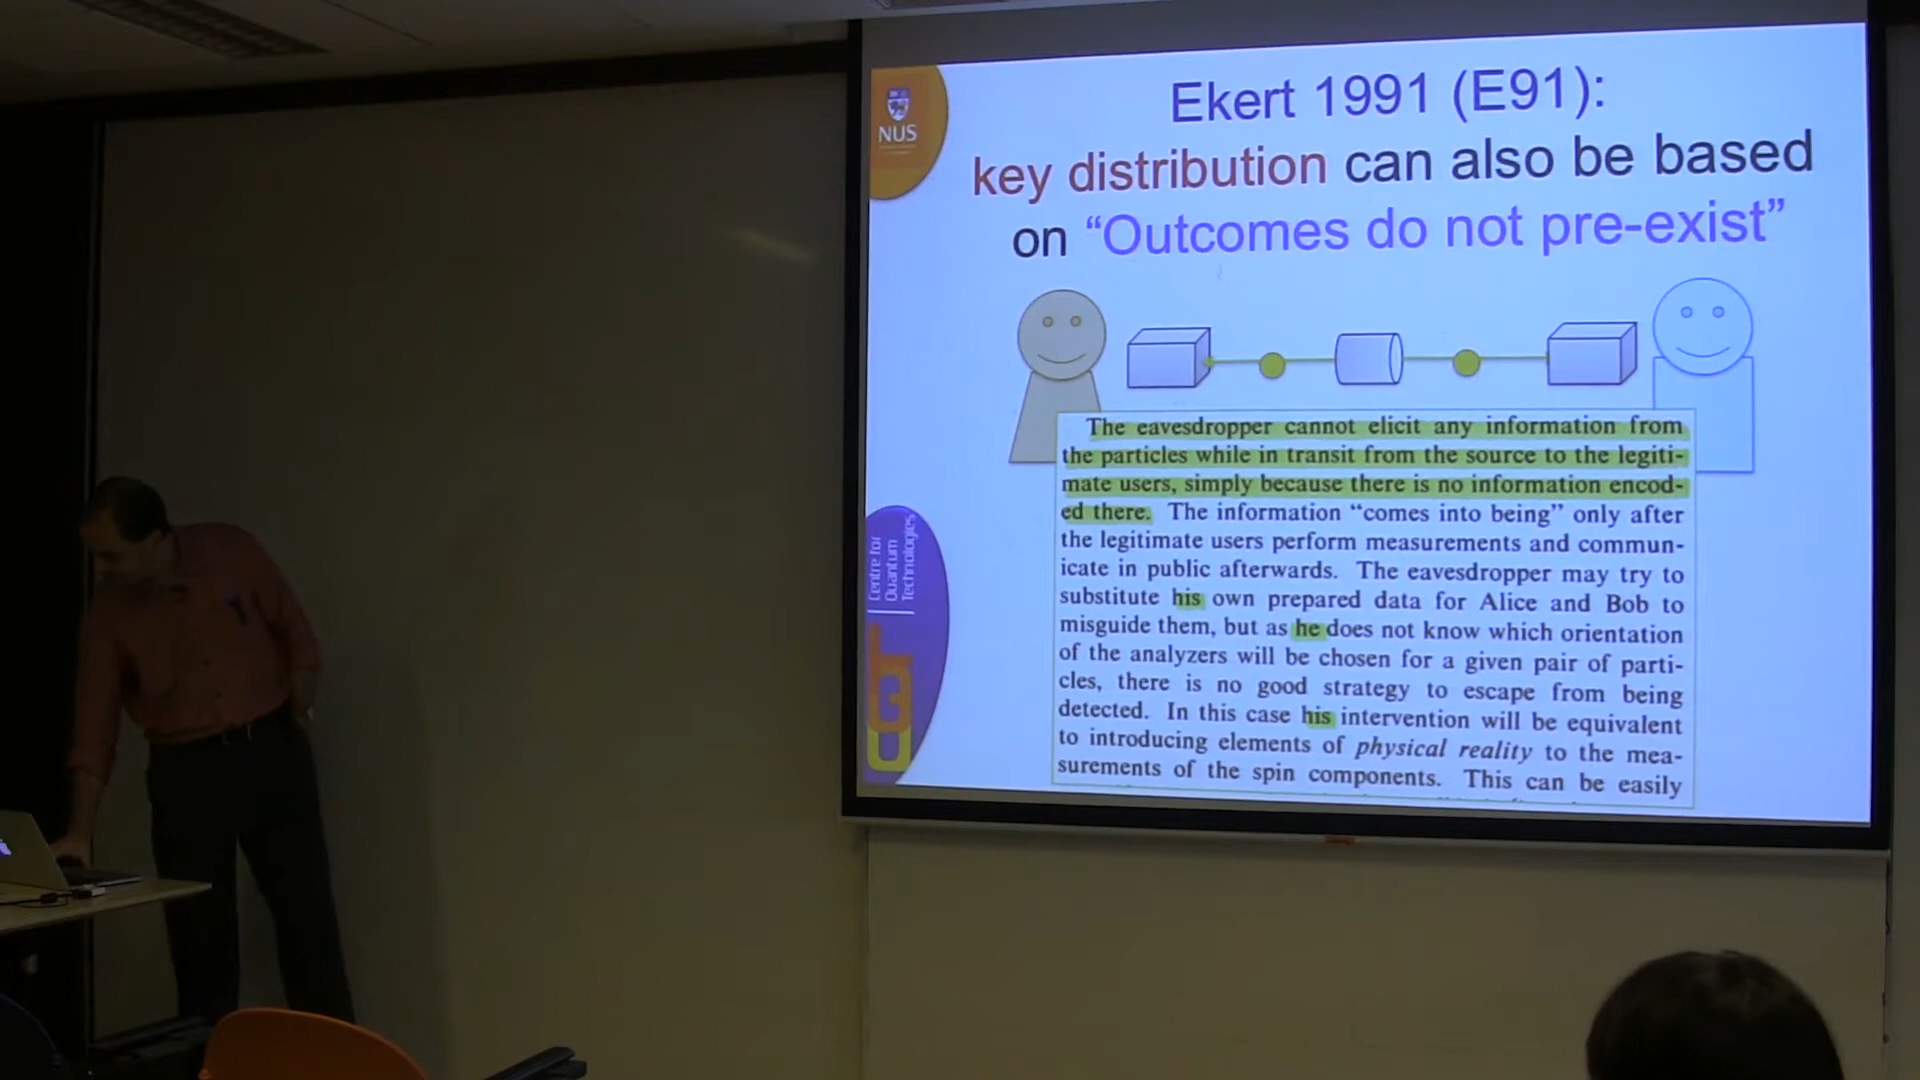 Ekert 1991 (E91):
key distribution can also be based
on “Outcomes do not pre-exist”
NUS
The eavesdropper cannot elicit any information from
the particles while in transit from the source to the legiti-
mate users, simply because there is no information encod-
ed there. The information “comes into being” only after
the legitimate users perform measurements and commun-
icate in public afterwards. The eavesdropper may try to
substitute his own prepared data for Alice and Bob to
misguide them, but as he does not know which orientation
of the analyzers will be chosen for a given pair of parti-
cles, there is no good strategy to escape from being
detected. In this case his intervention will be equivalent
to introducing elements of physical reality to the mea-
surements of the spin components. This can be easily
Centre for
Quantum
Technologies